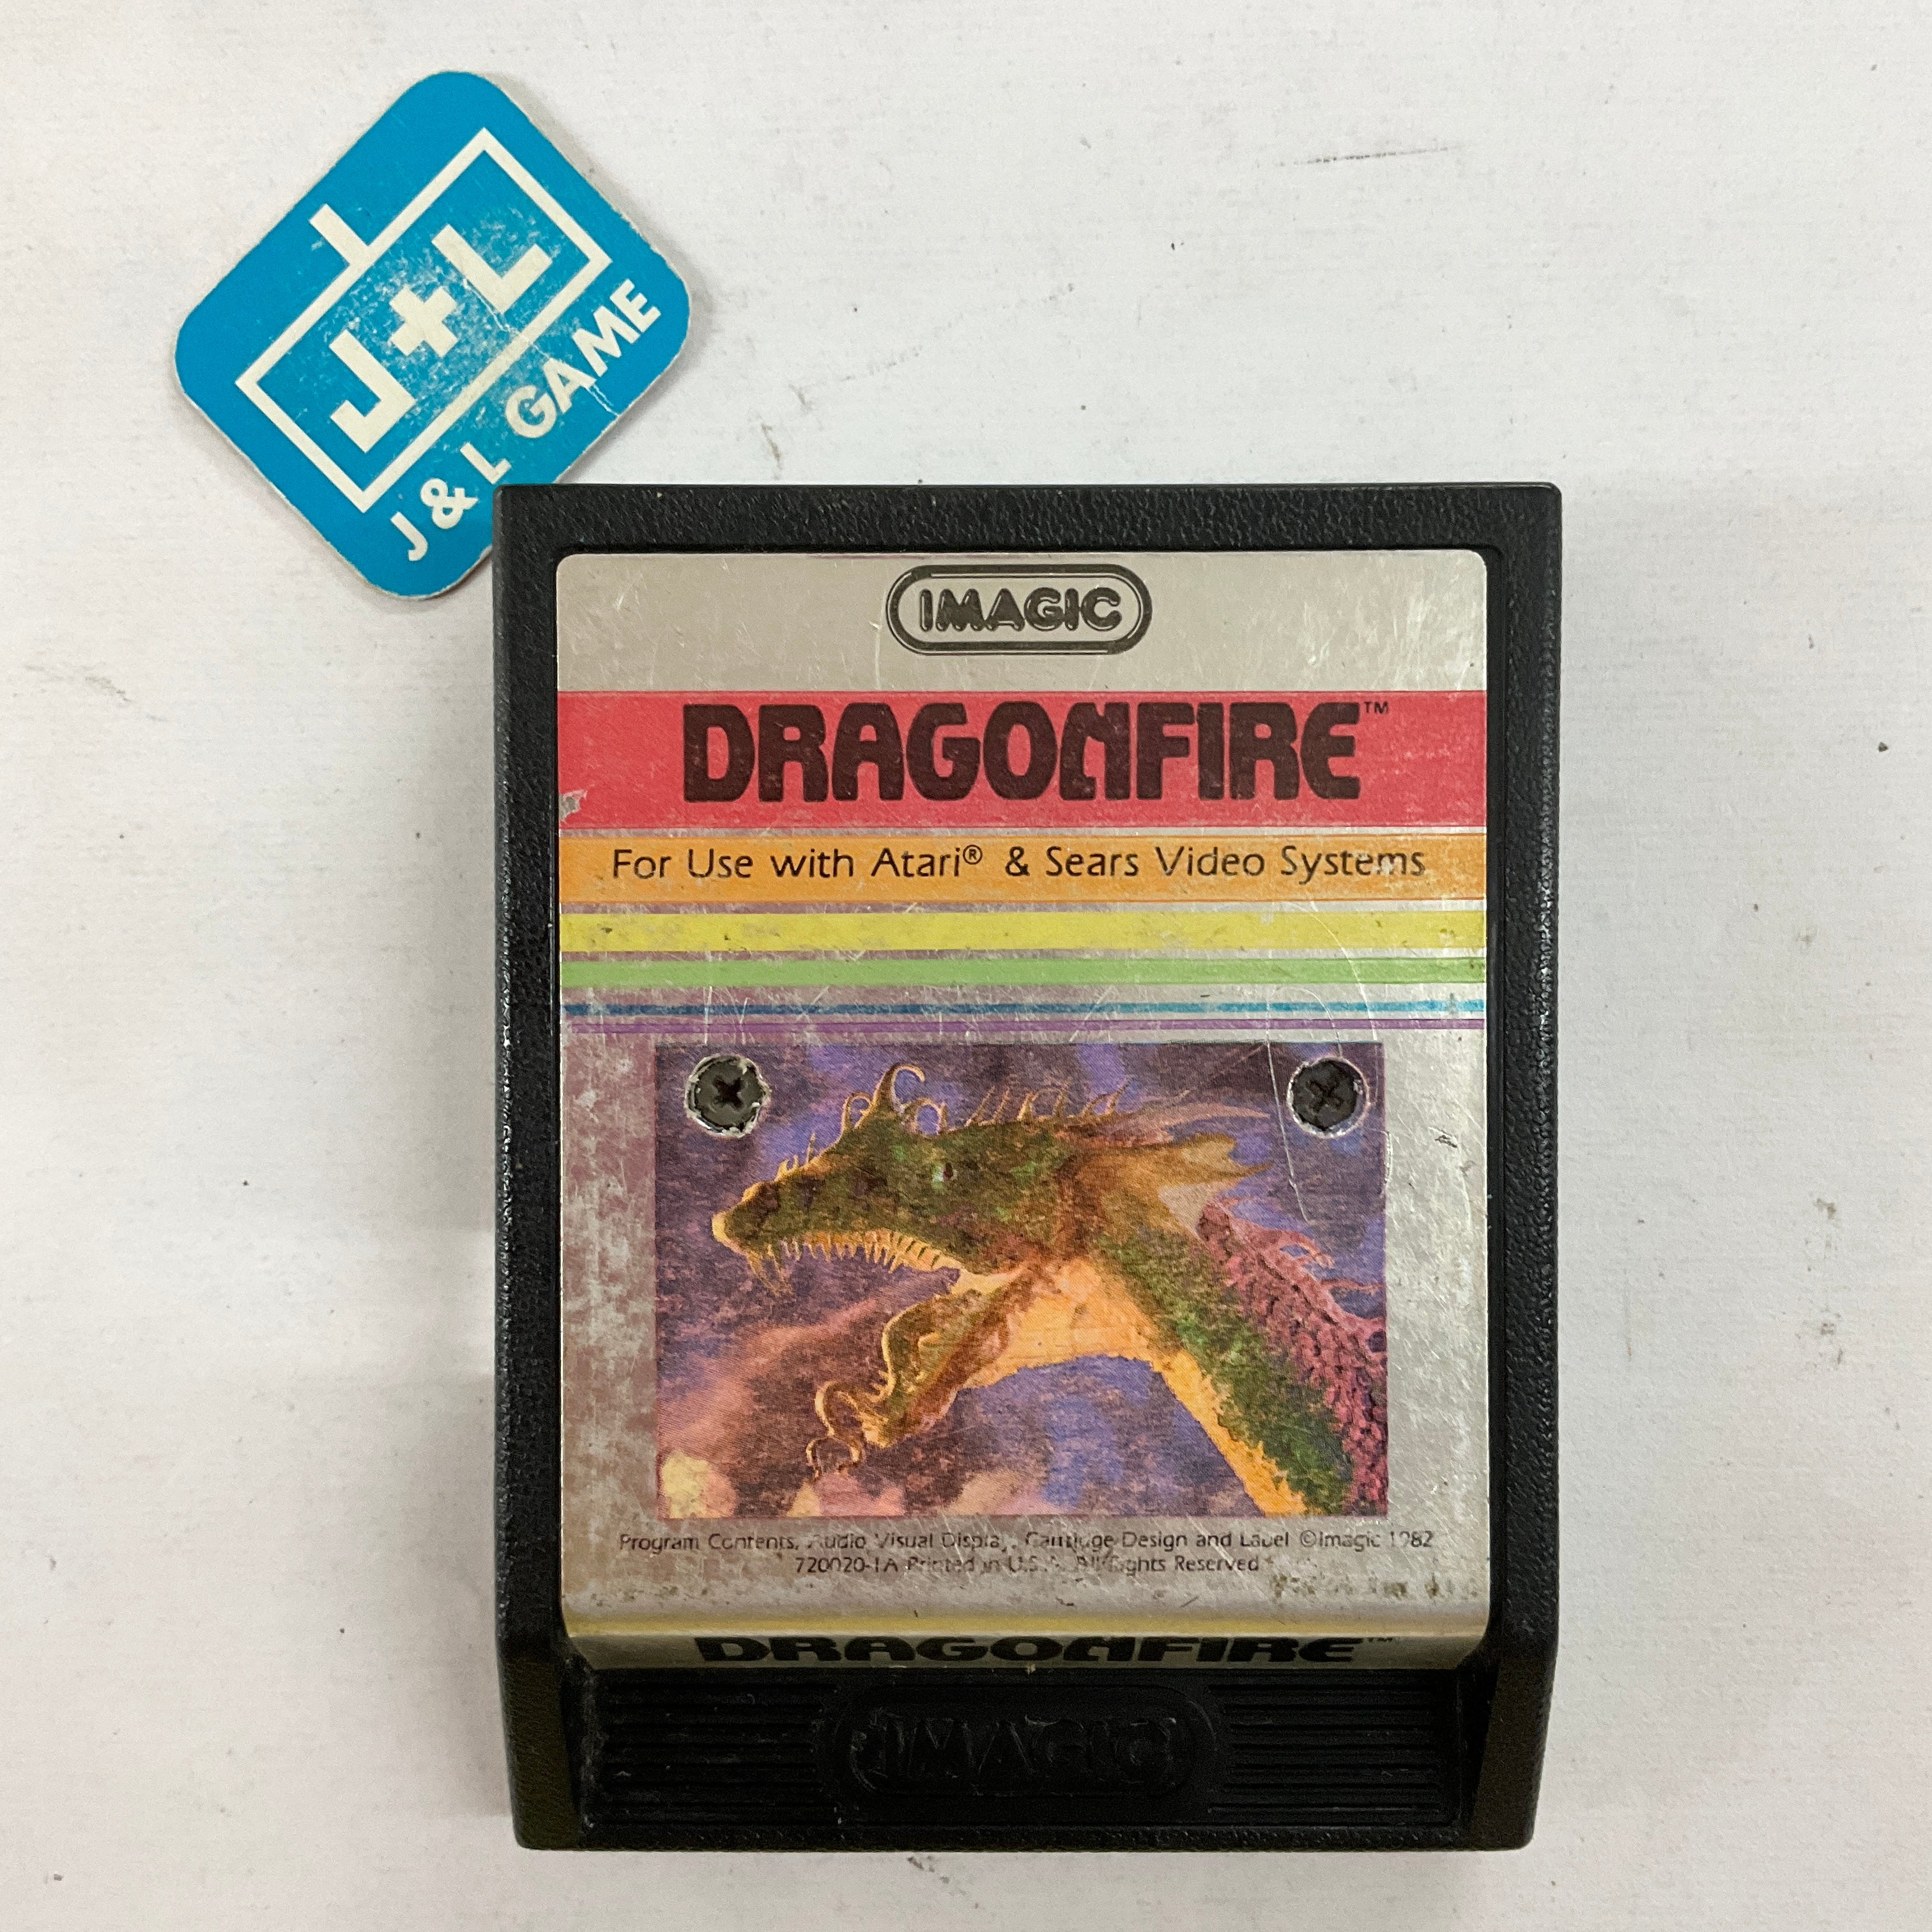 J+L
J & L GAME
IMAGIC
DRAGONFIRE™
For Use with Atari® & Sears Video Systems
Program Contents, Audio Visual Display, Cartridge Design and Label ©Imagic 1982
720020-1A Printed in U.S.A. All Rights Reserved
DRAGONFIRE™
IMAGIC